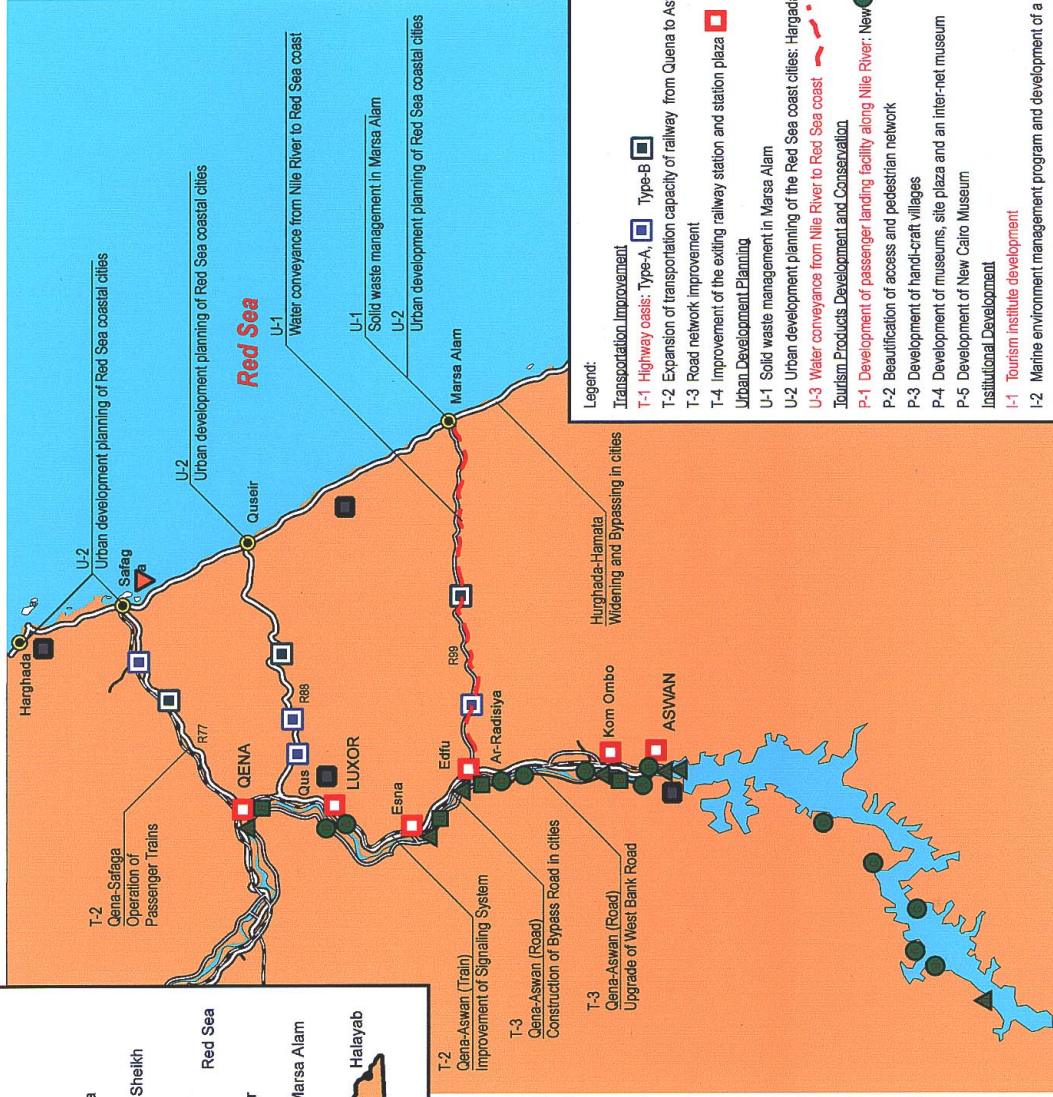 Harghada
U-2
Urban development planning of Red Sea coastal cities
Safag
a
U-2
Urban development planning of Red Sea coastal cities
Quseir
Red Sea
U-1
Water conveyance from Nile River to Red Sea coast
U-1
Solid waste management in Marsa Alam
U-2
Urban development planning of Red Sea coastal cities
Marsa Alam
T-2
Qena-Safaga
Operation of
Passenger Trains
R77
QENA
R88
Qus
LUXOR
Esna
Edfu
R99
Ar-Radisiya
Hurghada-Hamata
Widening and Bypassing in cities
Kom Ombo
ASWAN
T-2
Qena-Aswan (Train)
Improvement of Signaling System
T-3
Qena-Aswan (Road)
Construction of Bypass Road in cities
T-3
Qena-Aswan (Road)
Upgrade of West Bank Road
a
Sheikh
Red Sea
r
Marsa Alam
Halayab
Legend:
Transportation Improvement
T-1 Highway oasis: Type-A, Type-B
T-2 Expansion of transportation capacity of railway from Quena to As
T-3 Road network improvement
T-4 Improvement of the exiting railway station and station plaza
Urban Development Planning
U-1 Solid waste management in Marsa Alam
U-2 Urban development planning of the Red Sea coast cities: Hargada
U-3 Water conveyance from Nile River to Red Sea coast
Tourism Products Development and Conservation
P-1 Development of passenger landing facility along Nile River: New
P-2 Beautification of access and pedestrian network
P-3 Development of handi-craft villages
P-4 Development of museums, site plaza and an inter-net museum
P-5 Development of New Cairo Museum
Institutional Development
I-1 Tourism institute development
I-2 Marine environment management program and development of a